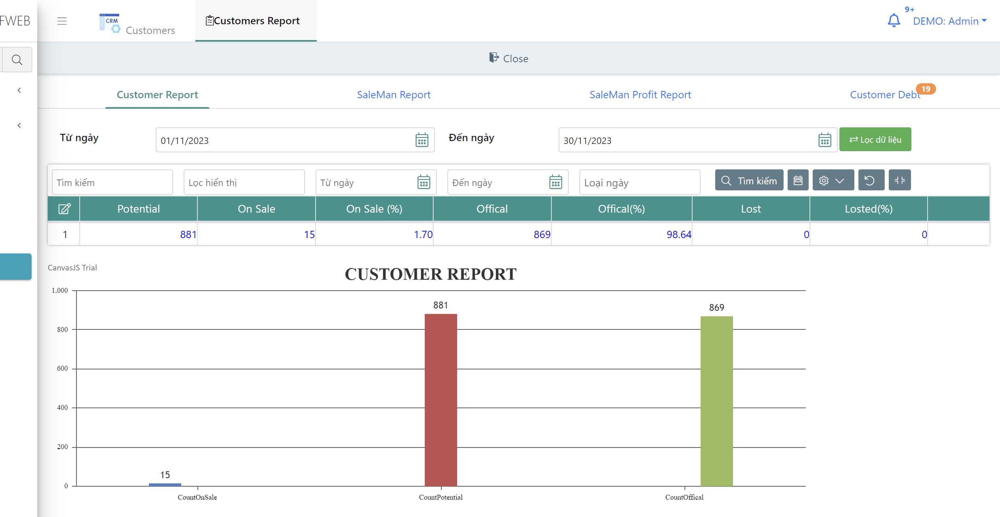 FWEB
CRM
Customers
Customers Report
9+
DEMO: Admin
Close
Customer Report
SaleMan Report
SaleMan Profit Report
Customer Debt
19
Từ ngày
01/11/2023
Đến ngày
30/11/2023
Lọc dữ liệu
Tìm kiếm
Lọc hiển thị
Từ ngày
Đến ngày
Loại ngày
Tìm kiếm
Potential
On Sale
On Sale (%)
Offical
Offical(%)
Lost
Losted(%)
1
881
15
1.70
869
98.64
0
0
CanvasJS Trial
CUSTOMER REPORT
1,000
800
600
400
200
0
15
881
869
CountOnSale
CountPotential
CountOffical